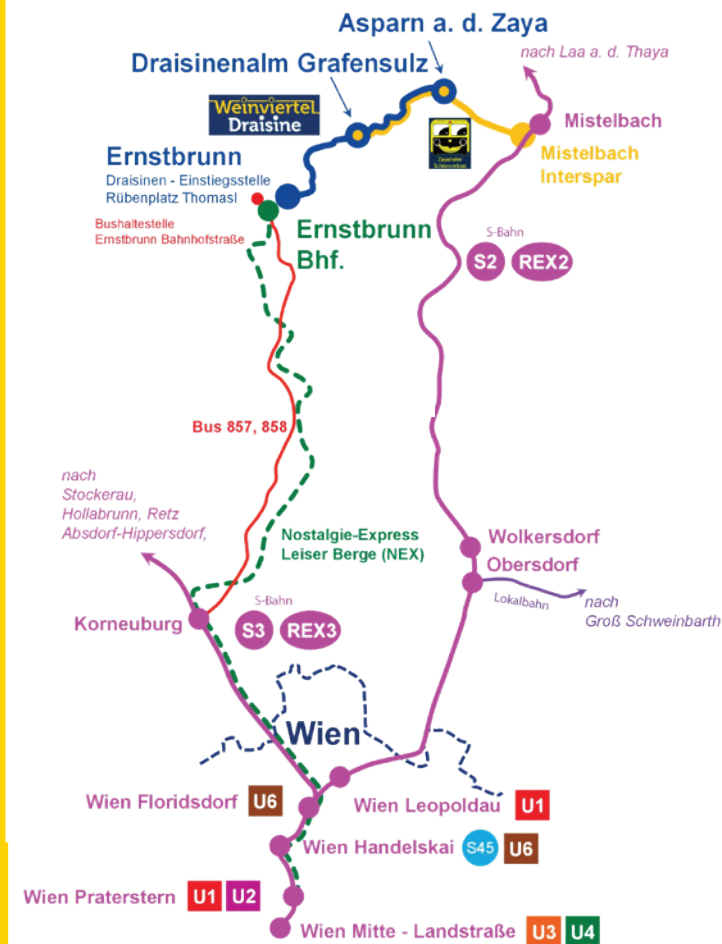 Asparn a. d. Zaya
nach Laa a. d. Thaya
Draisinenalm Grafensulz
Weinviertel
Draisine
Mistelbach
Mistelbach
Interspar
Ernstbrunn
Draisinen - Einstiegsstelle
Rübenplatz Thomasl
Bushaltestelle
Ernstbrunn Bahnhofstraße
Ernstbrunn
Bhf.
S-Bahn
S2 REX2
Bus 857, 858
nach
Stockerau,
Hollabrunn, Retz
Absdorf-Hippersdorf,
Nostalgie-Express
Leiser Berge (NEX)
Wolkersdorf
Obersdorf
Lokalbahn
nach
Groß Schweinbarth
Korneuburg
S-Bahn
S3 REX3
Wien
Wien Floridsdorf U6
Wien Leopoldau U1
Wien Handelskai S45 U6
Wien Praterstern U1 U2
Wien Mitte - Landstraße U3 U4